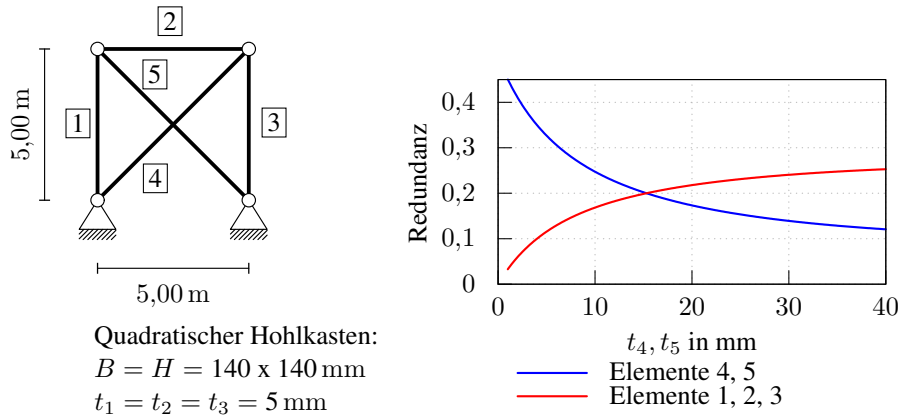 2
5
1
3
4
5,00 m
5,00 m
Quadratischer Hohlkasten:
B = H = 140 x 140 mm
t₁ = t₂ = t₃ = 5 mm
Redundanz
0,4
0,3
0,2
0,1
0
0 10 20 30 40
t₄, t₅ in mm
Elemente 4, 5
Elemente 1, 2, 3